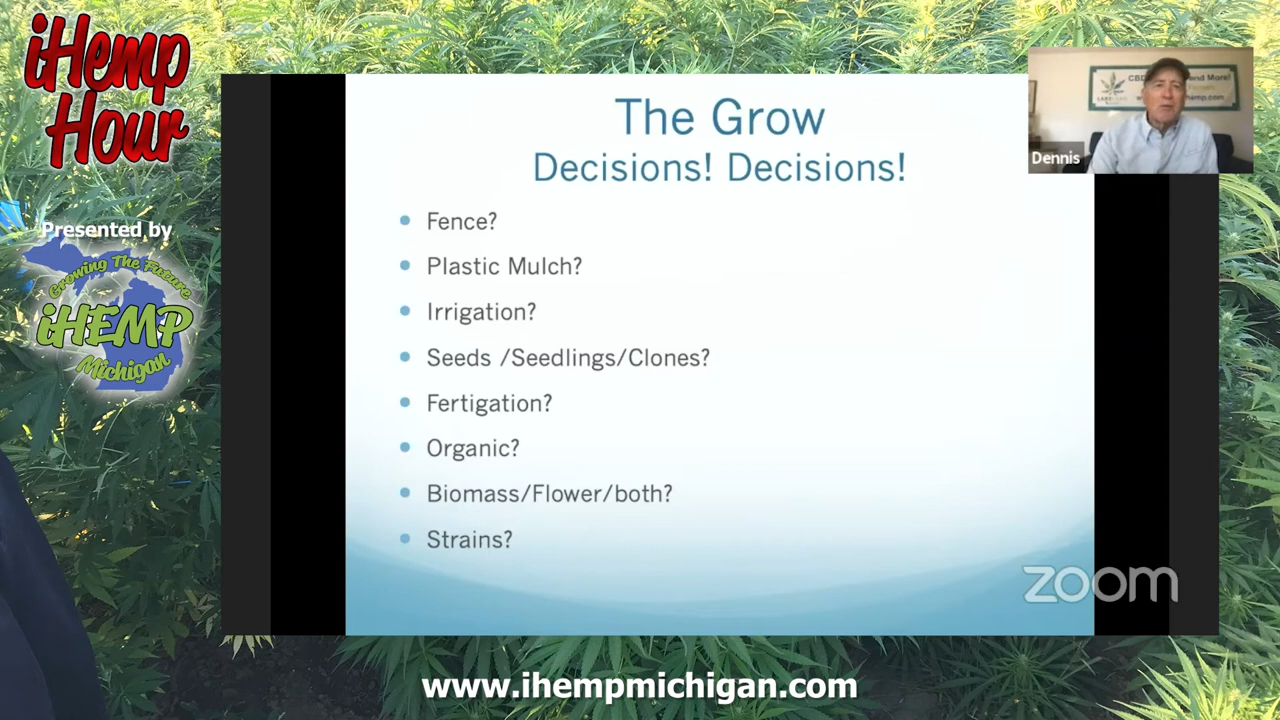 iHemp
Hour
Presented by
Growing The Future
iHEMP
Michigan
The Grow
Decisions! Decisions!
Fence?
Plastic Mulch?
Irrigation?
Seeds /Seedlings/Clones?
Fertigation?
Organic?
Biomass/Flower/both?
Strains?
Dennis
zoom
www.ihempmichigan.com